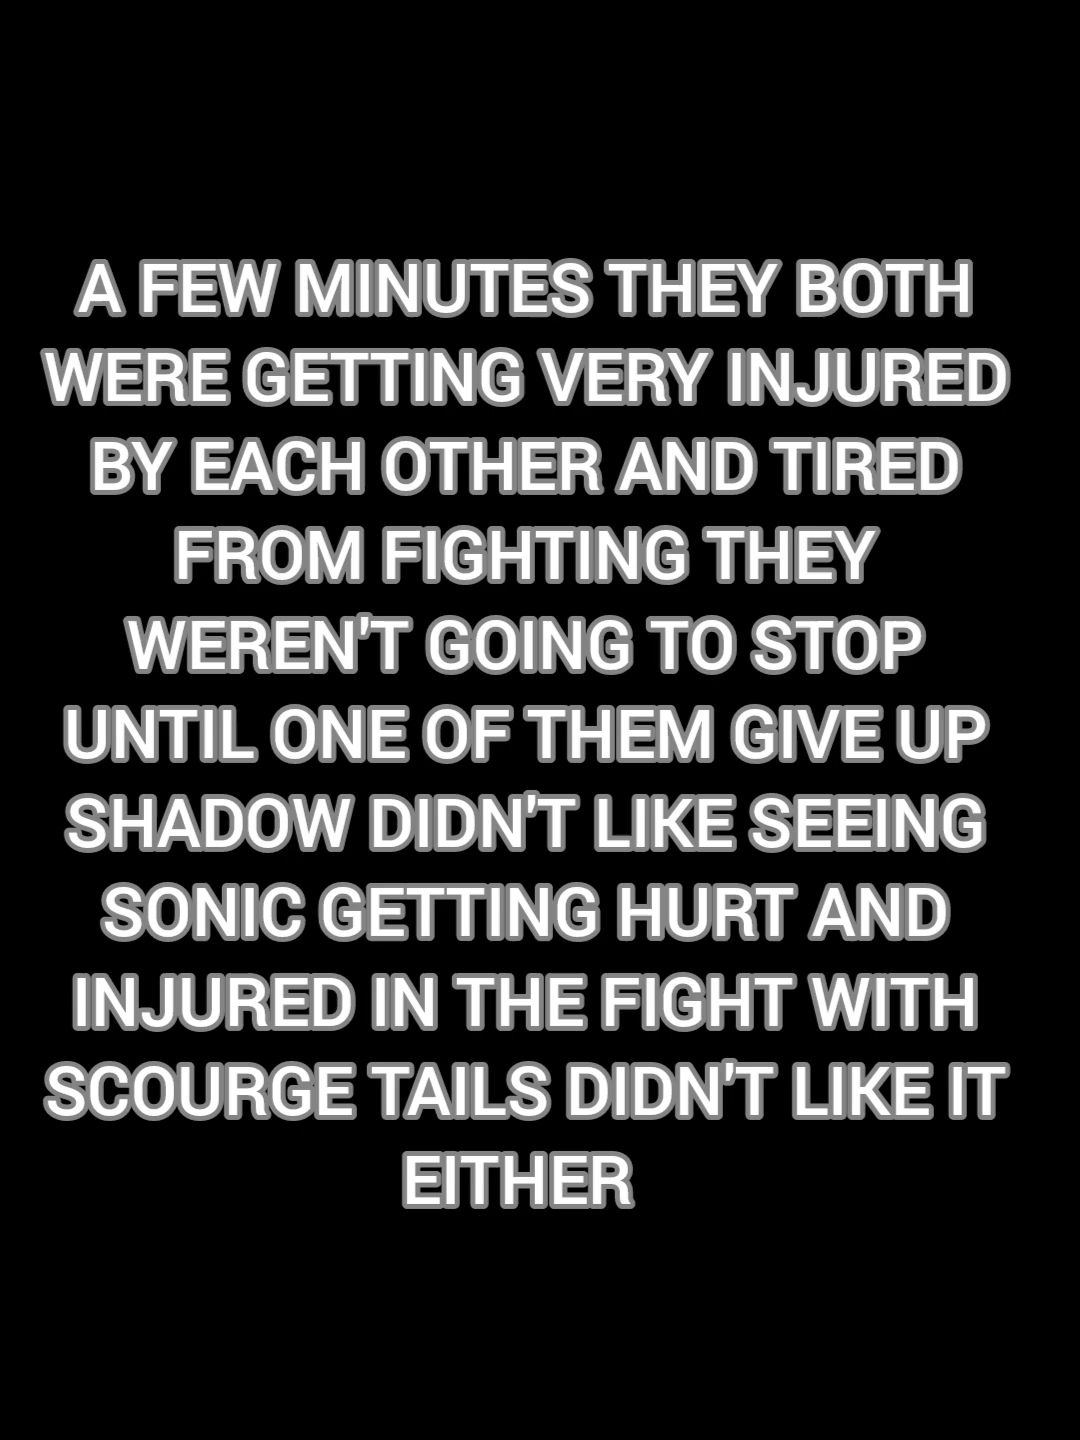 A FEW MINUTES THEY BOTH
WERE GETTING VERY INJURED
BY EACH OTHER AND TIRED
FROM FIGHTING THEY
WEREN'T GOING TO STOP
UNTIL ONE OF THEM GIVE UP
SHADOW DIDN'T LIKE SEEING
SONIC GETTING HURT AND
INJURED IN THE FIGHT WITH
SCOURGE TAILS DIDN'T LIKE IT
EITHER